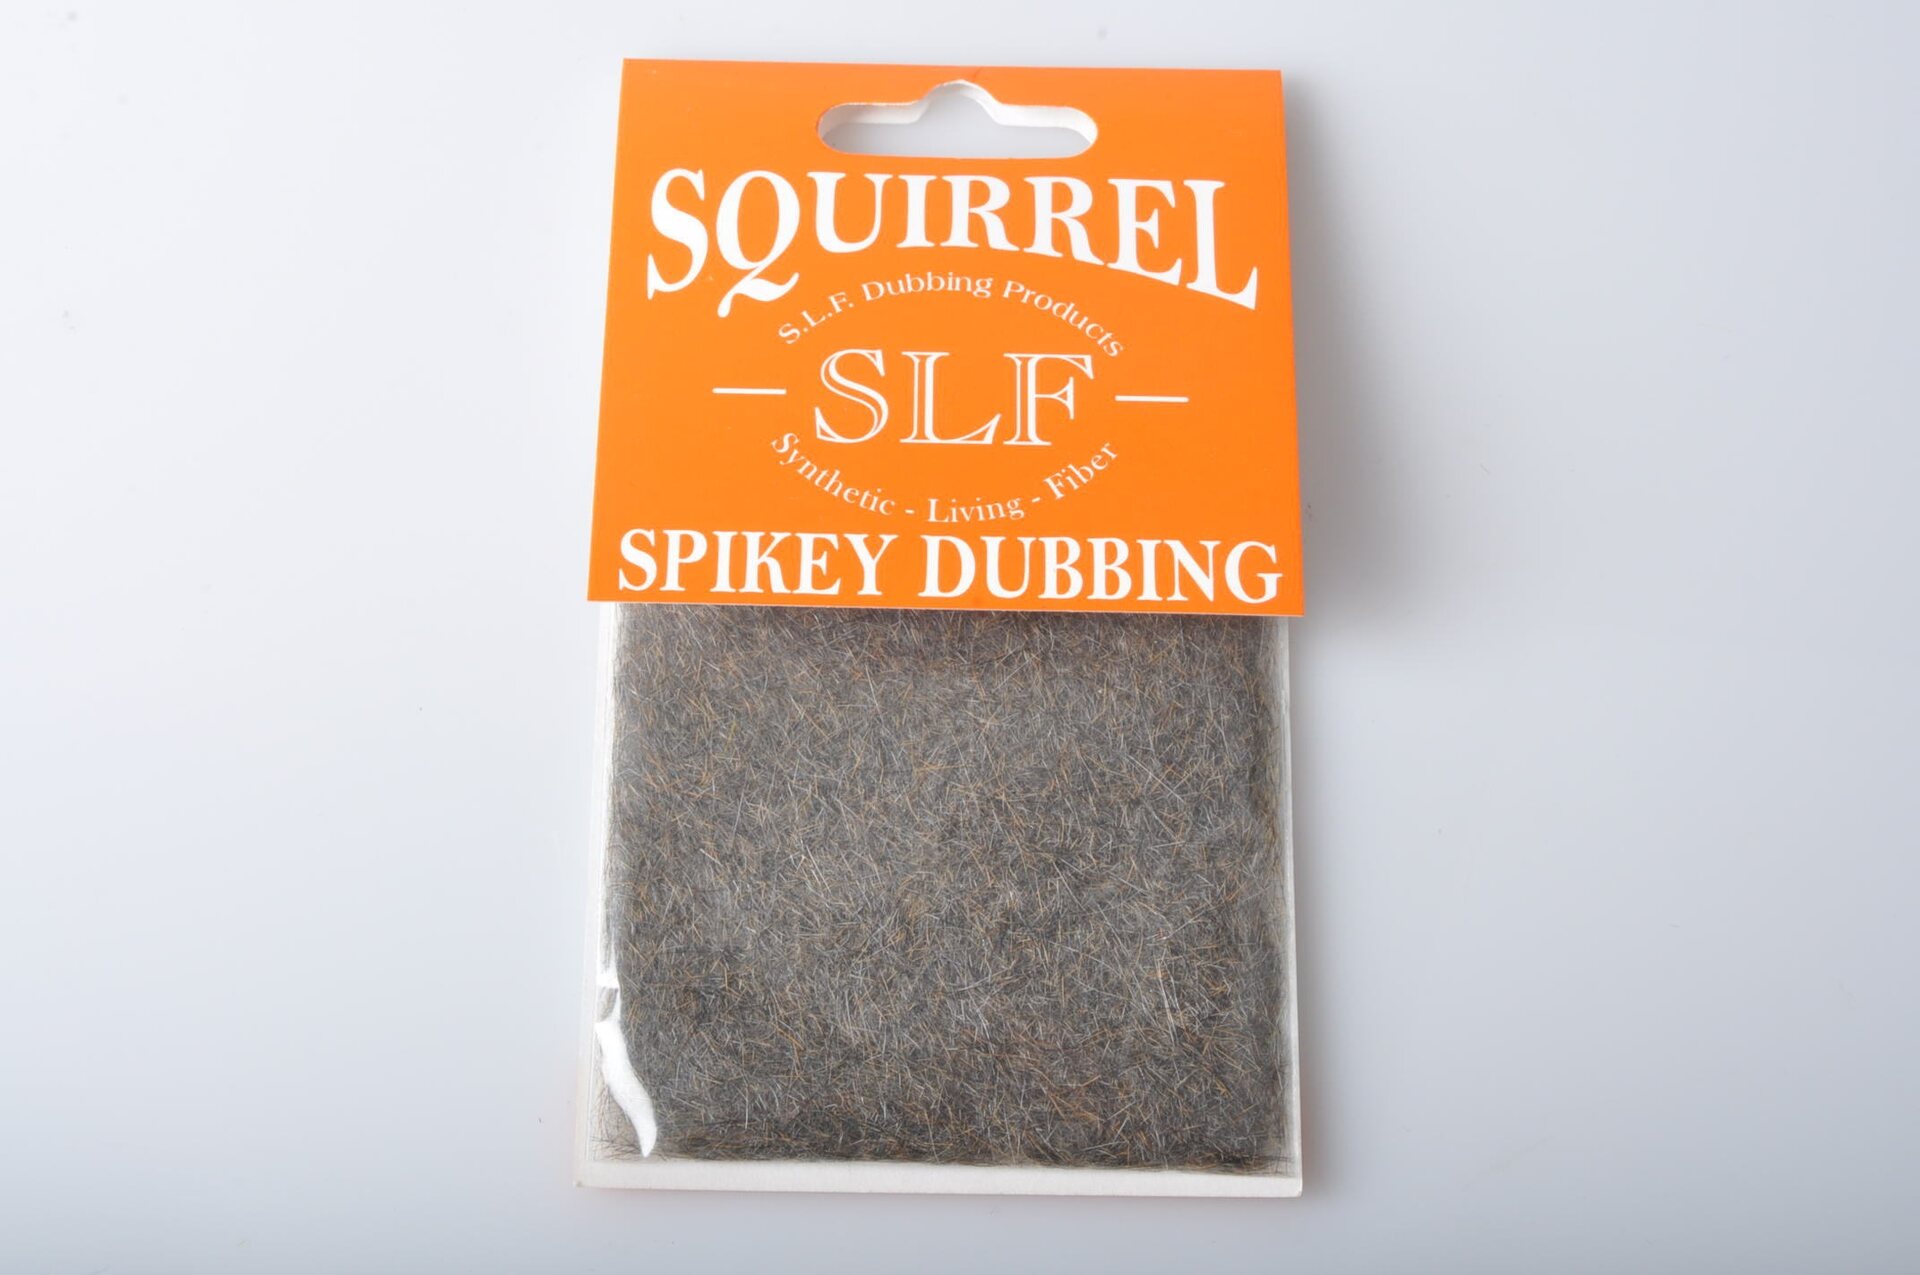 SQUIRREL
S.L.F. Dubbing Products
SLF
Synthetic - Living - Fiber
SPIKEY DUBBING